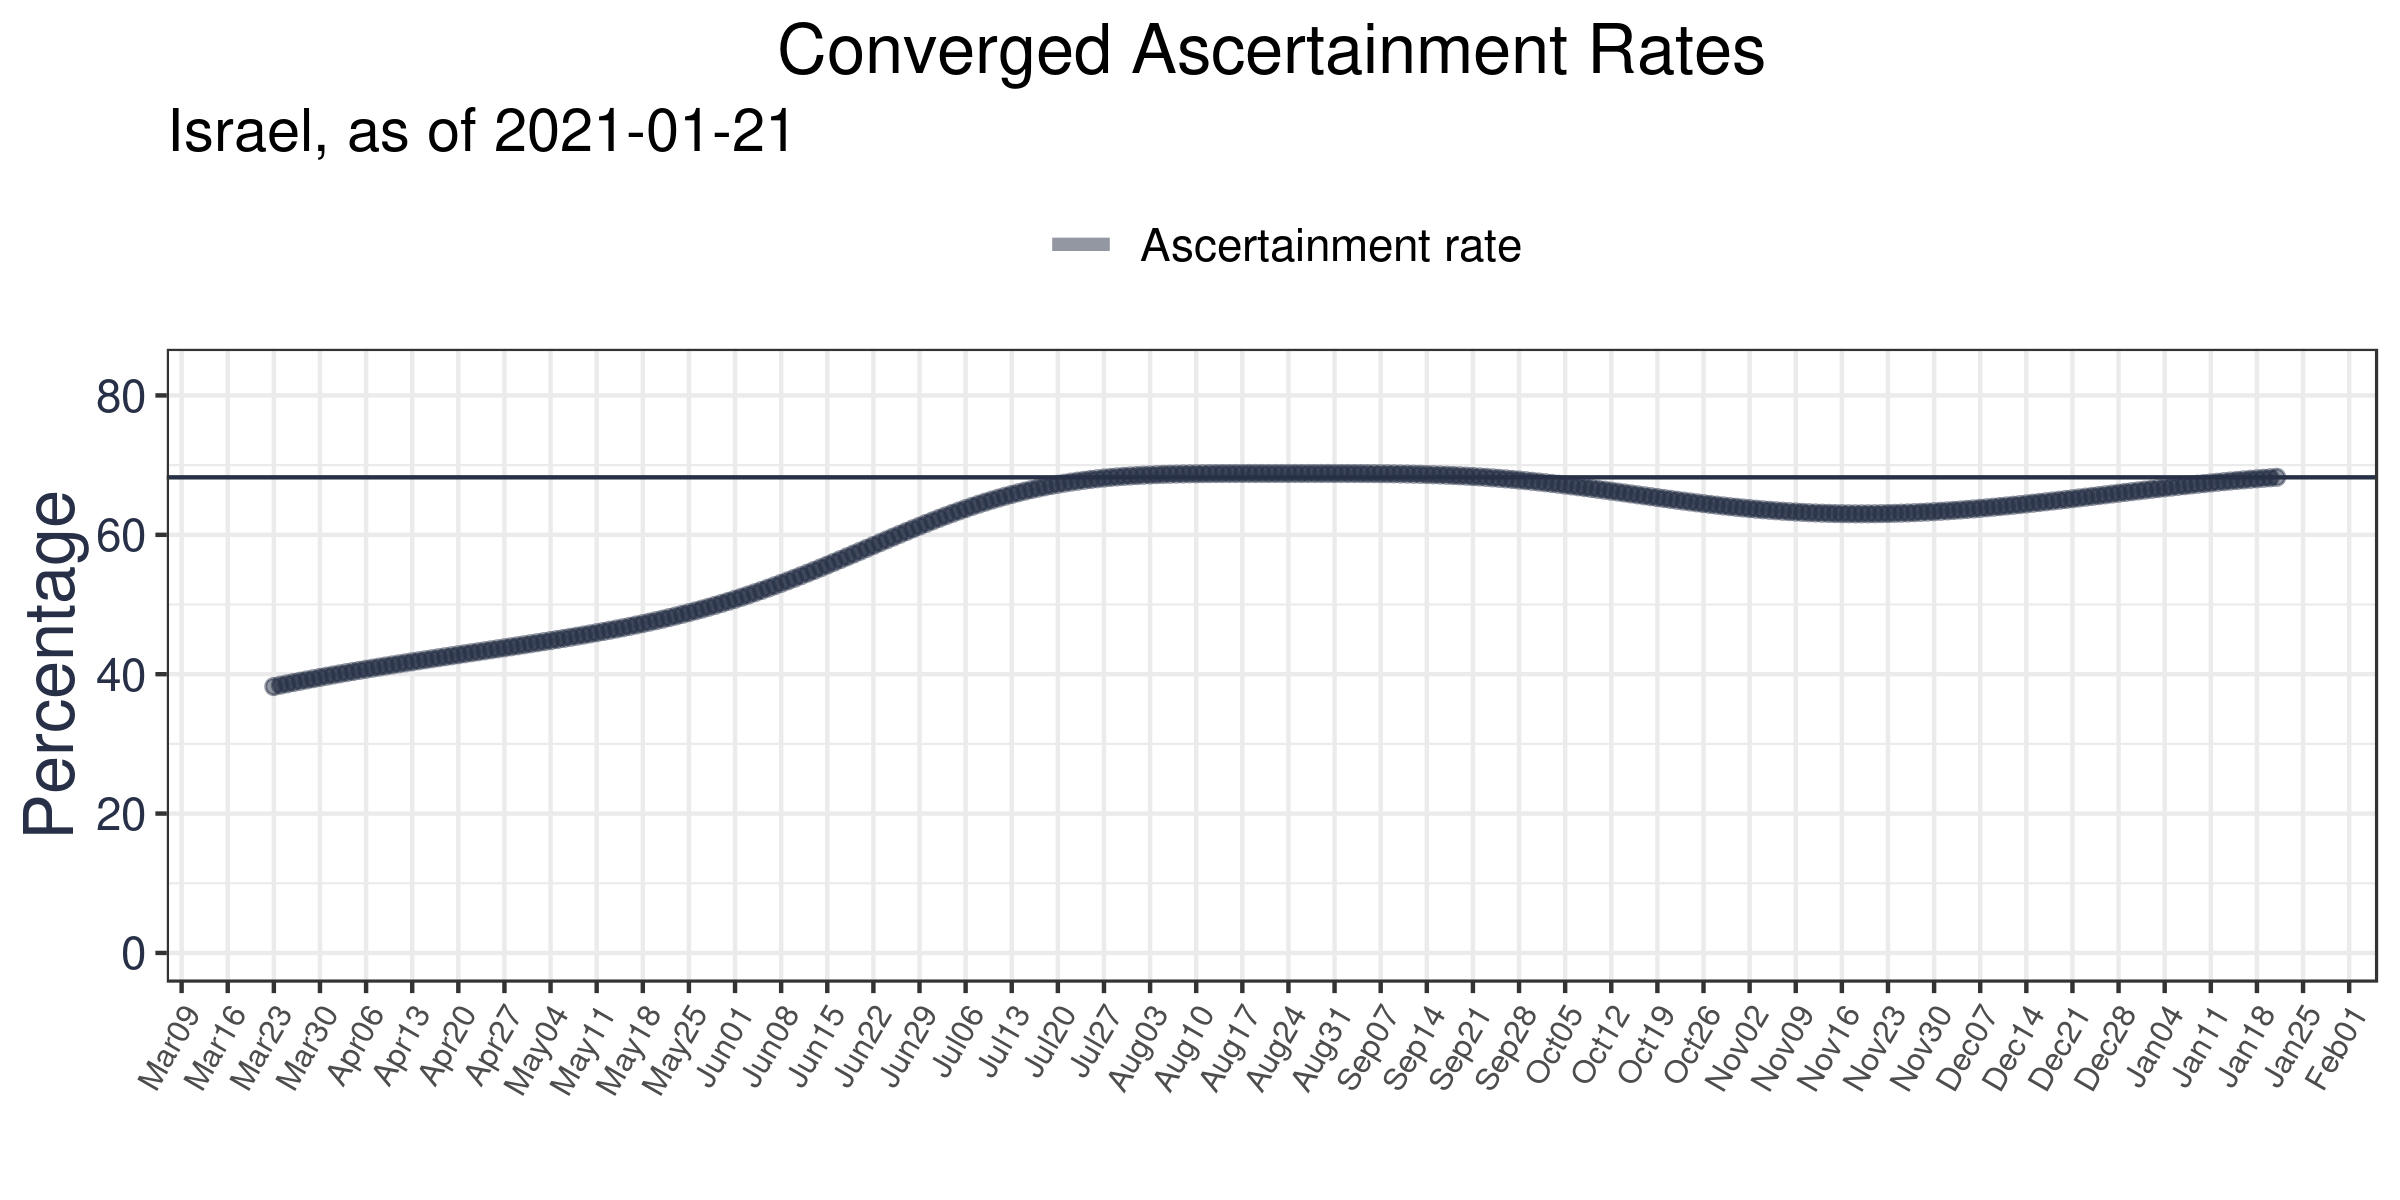 Converged Ascertainment Rates
Israel, as of 2021-01-21
Ascertainment rate
Percentage
80
60
40
20
0
Mar09 Mar16 Mar23 Mar30 Apr06 Apr13 Apr20 Apr27 May04 May11 May18 May25 Jun01 Jun08 Jun15 Jun22 Jun29 Jul06 Jul13 Jul20 Jul27 Aug03 Aug10 Aug17 Aug24 Aug31 Sep07 Sep14 Sep21 Sep28 Oct05 Oct12 Oct19 Oct26 Nov02 Nov09 Nov16 Nov23 Nov30 Dec07 Dec14 Dec21 Dec28 Jan04 Jan11 Jan18 Jan25 Feb01